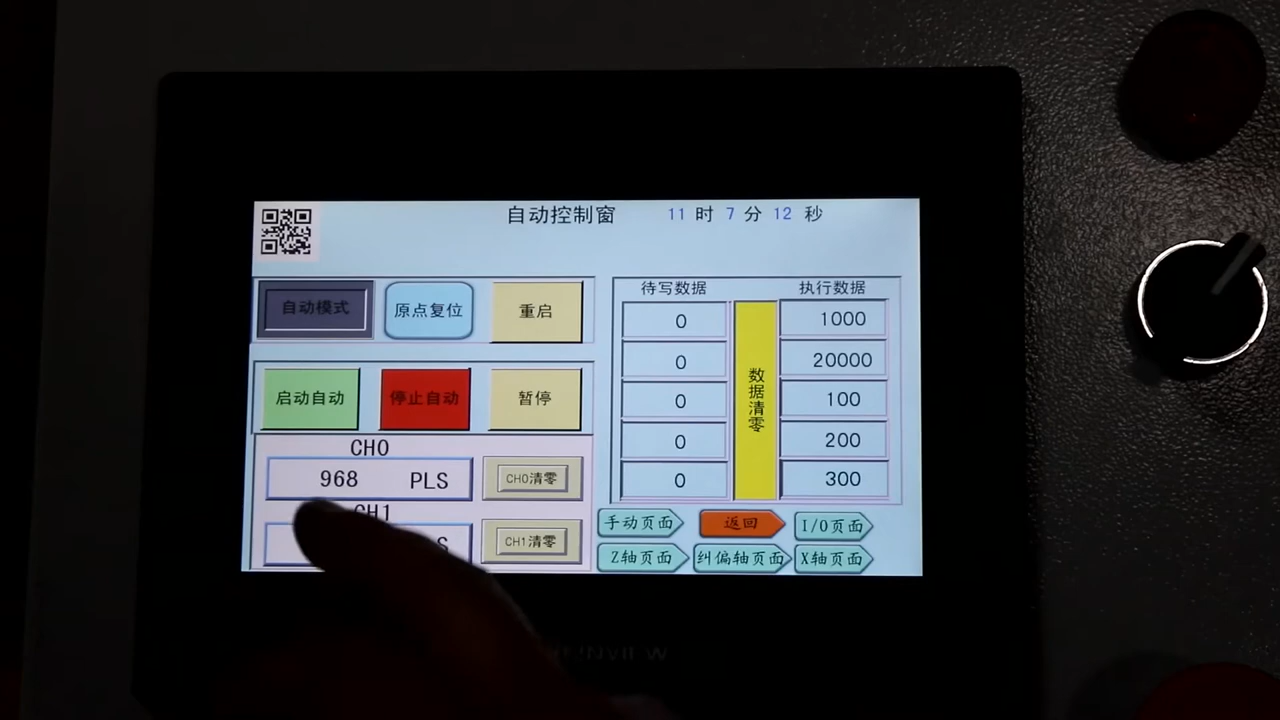 自动控制窗 11 时 7 分 12 秒
自动模式 原点复位 重启
启动自动 停止自动 暂停
CH0
968 PLS CH0清零
CH1
S CH1清零
待写数据 执行数据
0 1000
0 20000
0 100
0 200
0 300
数据清零
手动页面 返回 I/O页面
Z轴页面 纠偏轴页面 X轴页面